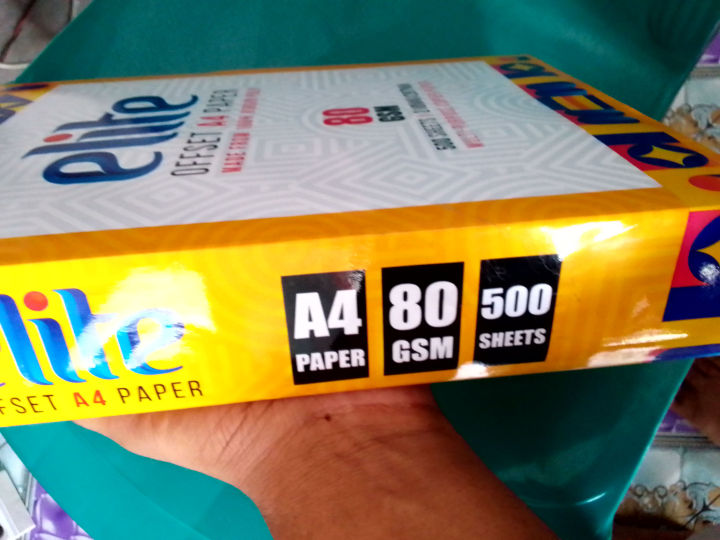 elite
OFFSET A4 PAPER
80
GSM
A4
PAPER
80
GSM
500
SHEETS
elite
OFFSET A4 PAPER